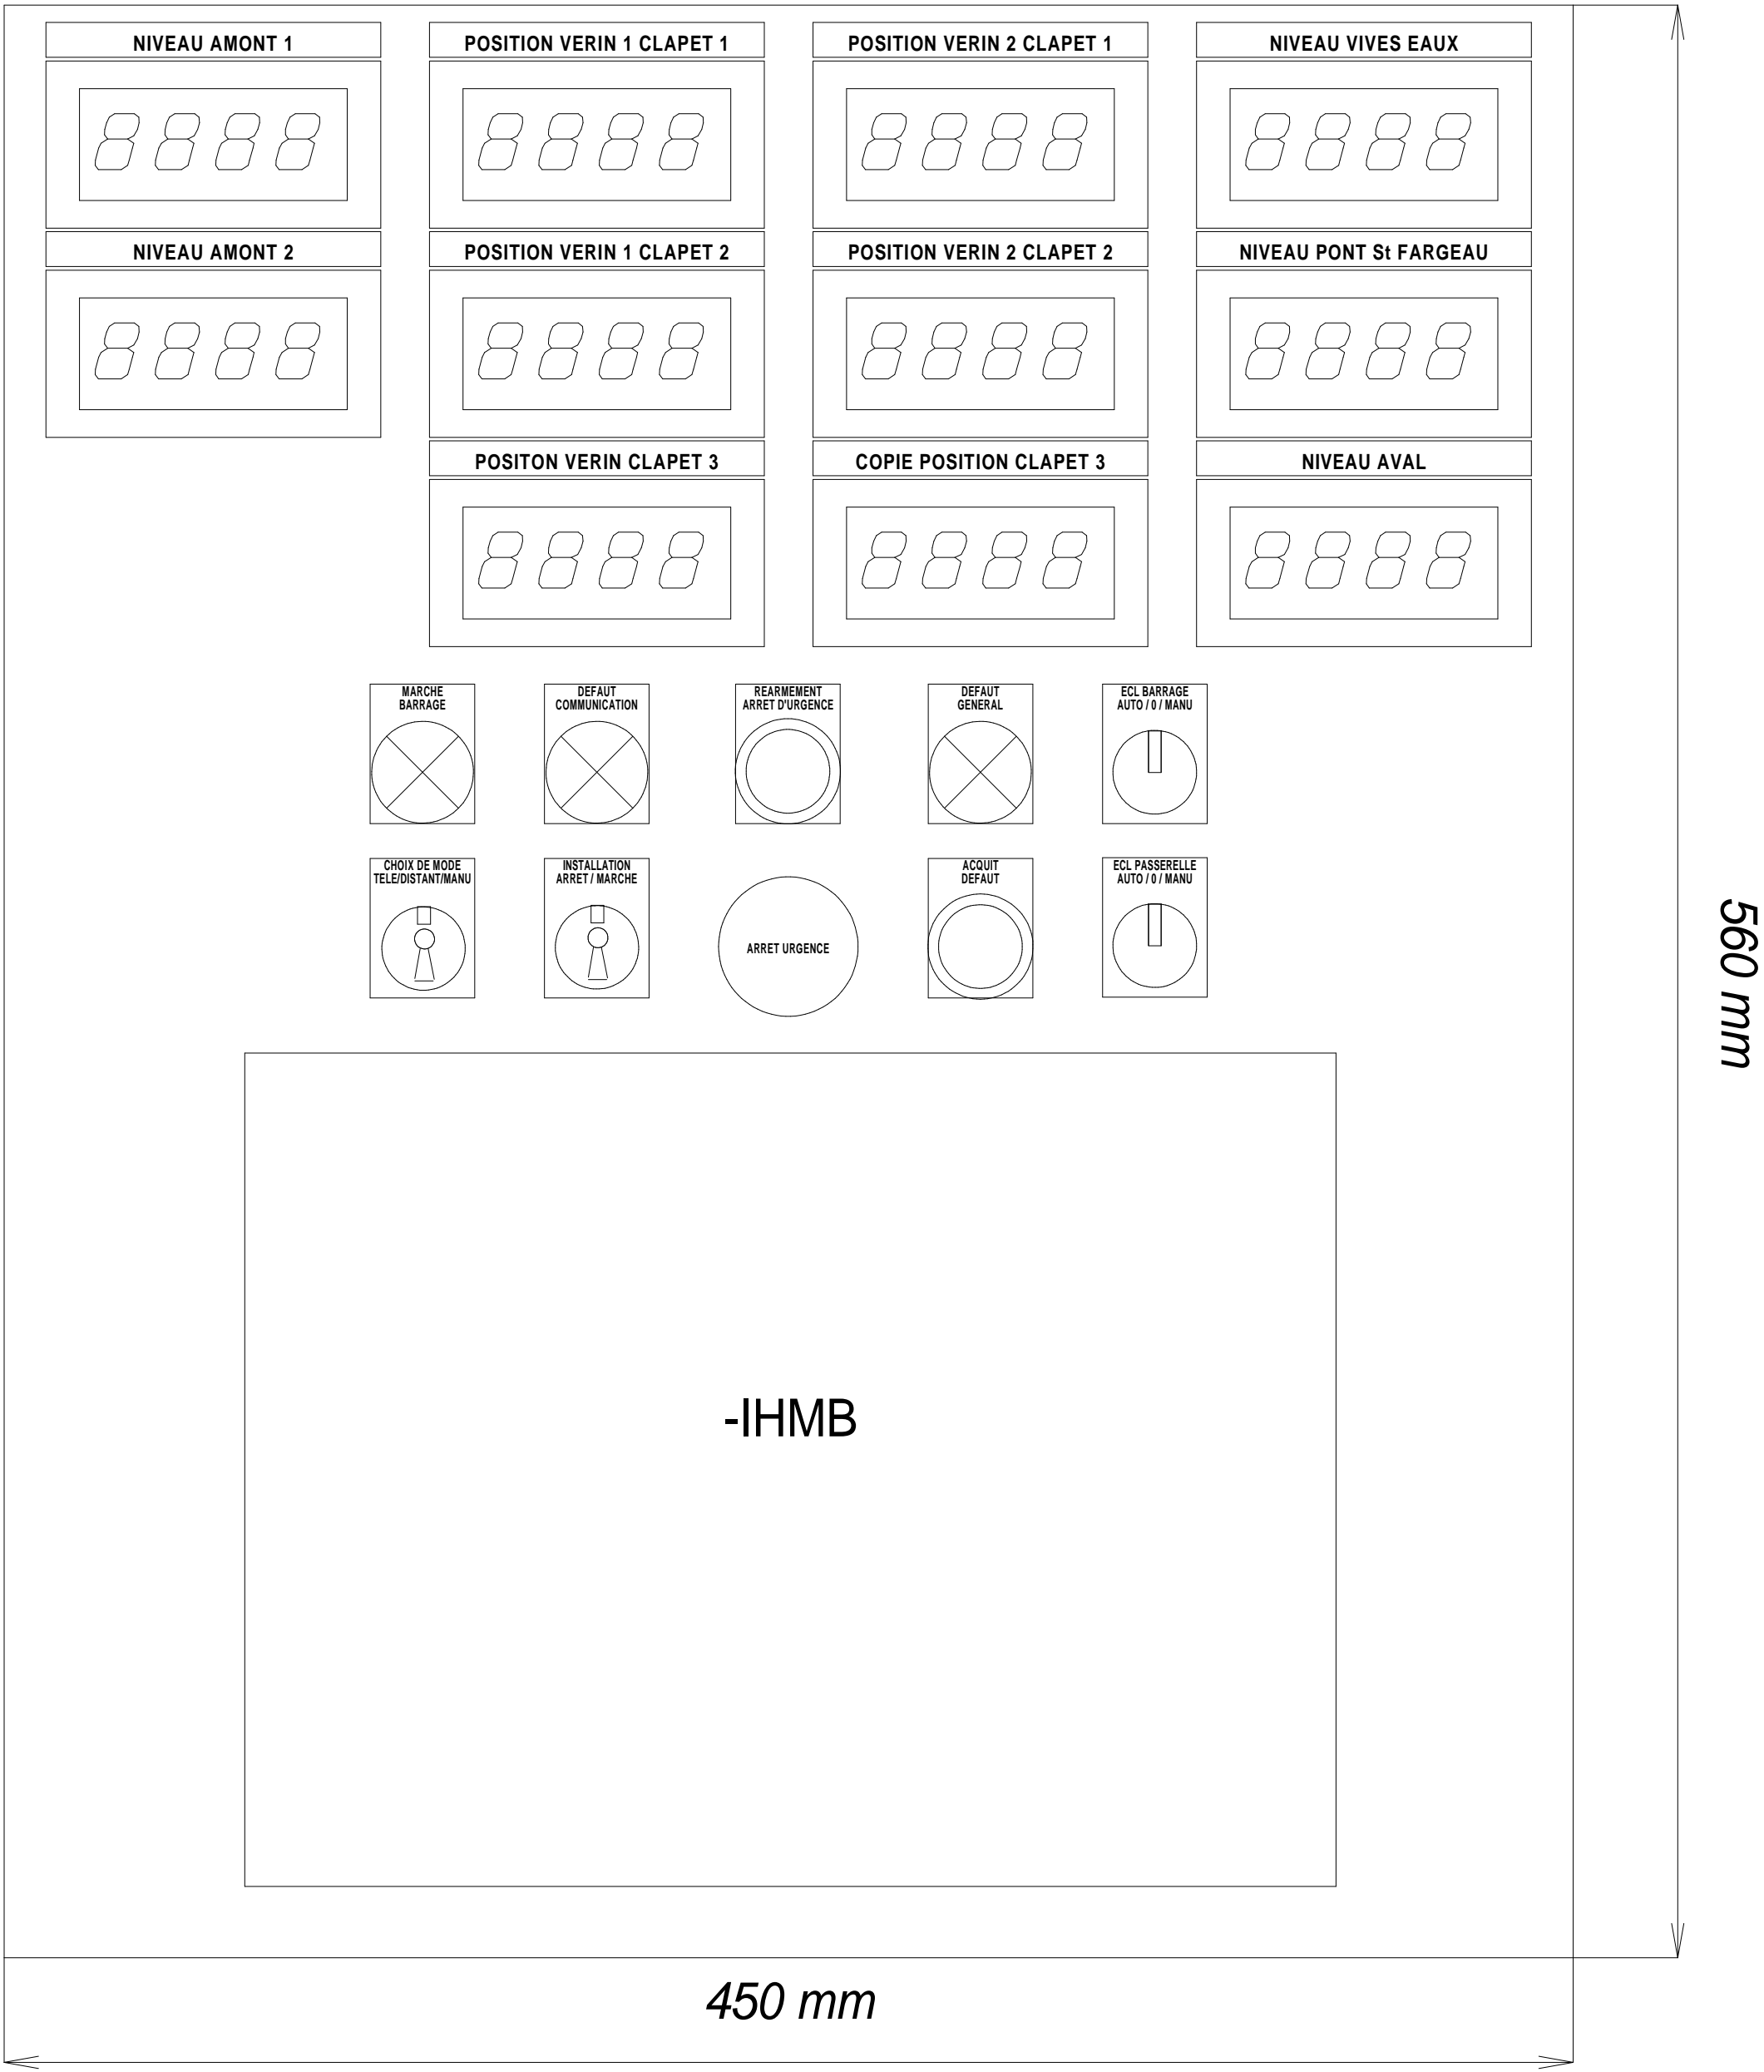 NIVEAU AMONT 1
POSITION VERIN 1 CLAPET 1
POSITION VERIN 2 CLAPET 1
NIVEAU VIVES EAUX
NIVEAU AMONT 2
POSITION VERIN 1 CLAPET 2
POSITION VERIN 2 CLAPET 2
NIVEAU PONT St FARGEAU
POSITON VERIN CLAPET 3
COPIE POSITION CLAPET 3
NIVEAU AVAL
MARCHE
BARRAGE
DEFAUT
COMMUNICATION
REARMEMENT
ARRET D'URGENCE
DEFAUT
GENERAL
ECL BARRAGE
AUTO / 0 / MANU
CHOIX DE MODE
TELE/DISTANT/MANU
INSTALLATION
ARRET / MARCHE
ARRET URGENCE
ACQUIT
DEFAUT
ECL PASSERELLE
AUTO / 0 / MANU
560 mm
-IHMB
450 mm